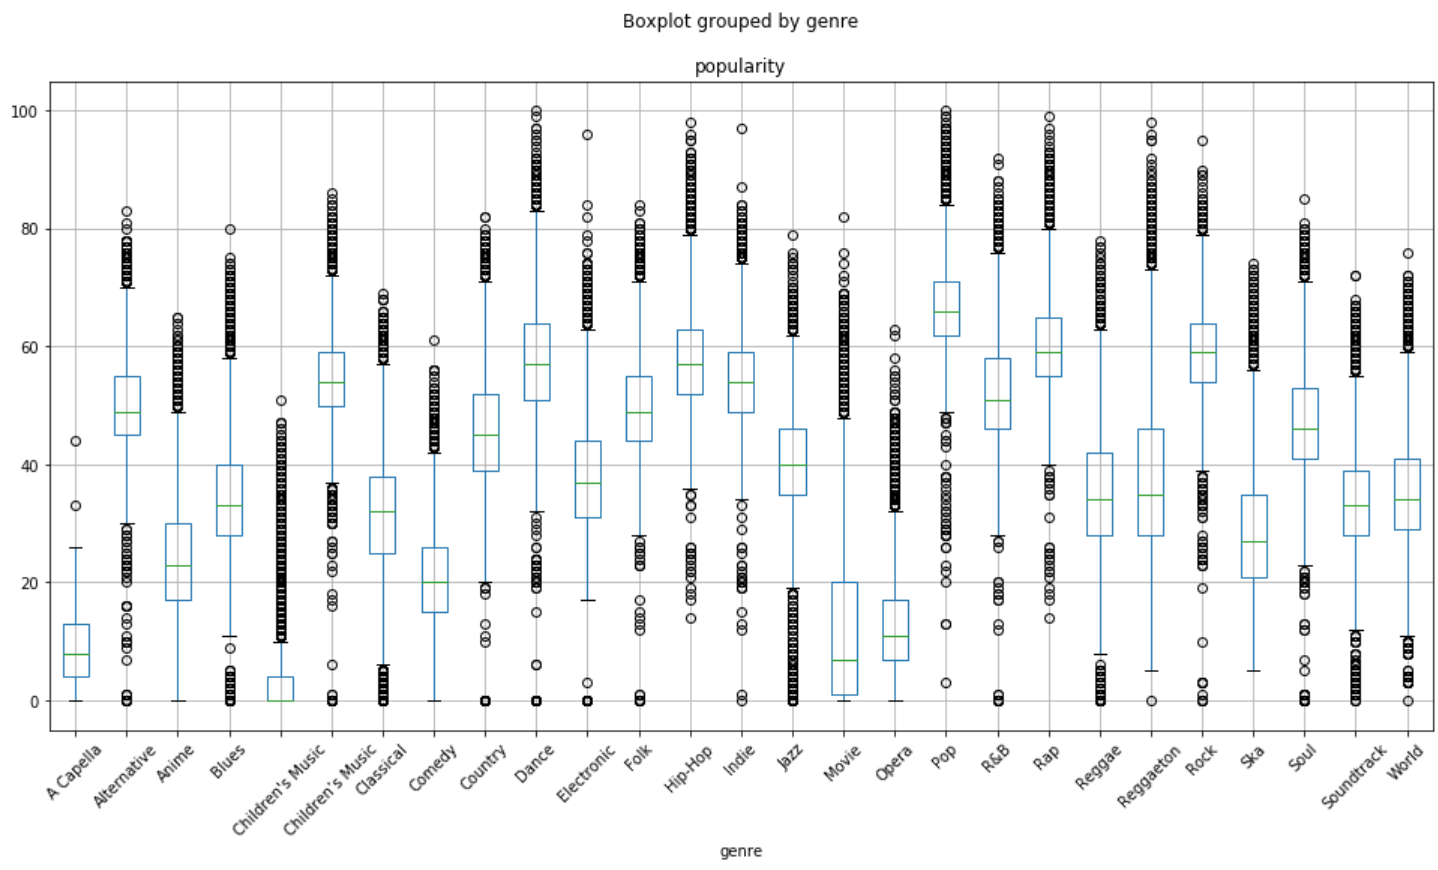 Boxplot grouped by genre
popularity
100
80
60
40
20
0
A Capella
Alternative
Anime
Blues
Children's Music
Children's Music
Classical
Comedy
Country
Dance
Electronic
Folk
Hip-Hop
Indie
Jazz
Movie
Opera
Pop
R&B
Rap
Reggae
Reggaeton
Rock
Ska
Soul
Soundtrack
World
genre